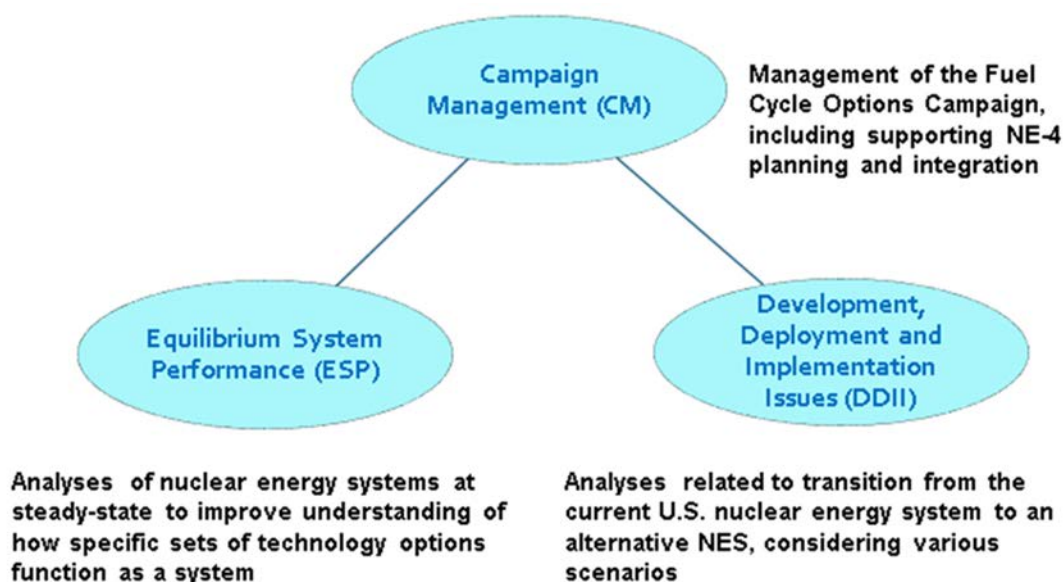 Campaign
Management (CM)
Management of the Fuel
Cycle Options Campaign,
including supporting NE-4
planning and integration
Equilibrium System
Performance (ESP)
Development,
Deployment and
Implementation
Issues (DDII)
Analyses of nuclear energy systems at
steady-state to improve understanding of
how specific sets of technology options
function as a system
Analyses related to transition from the
current U.S. nuclear energy system to an
alternative NES, considering various
scenarios